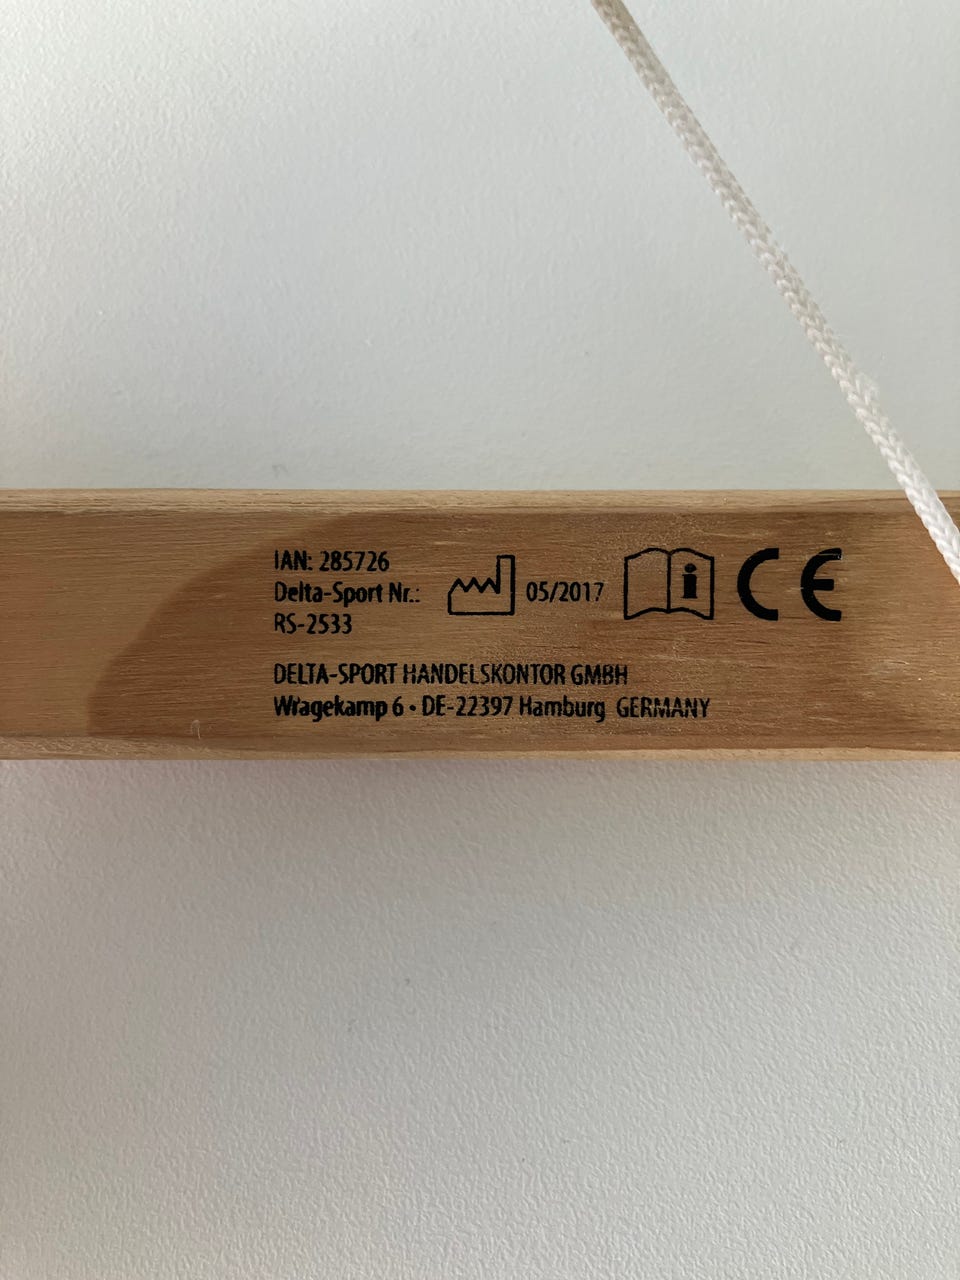 IAN: 285726
Delta-Sport Nr.:
RS-2533
05/2017
i
CE
DELTA-SPORT HANDELSKONTOR GMBH
Wragekamp 6 • DE-22397 Hamburg GERMANY